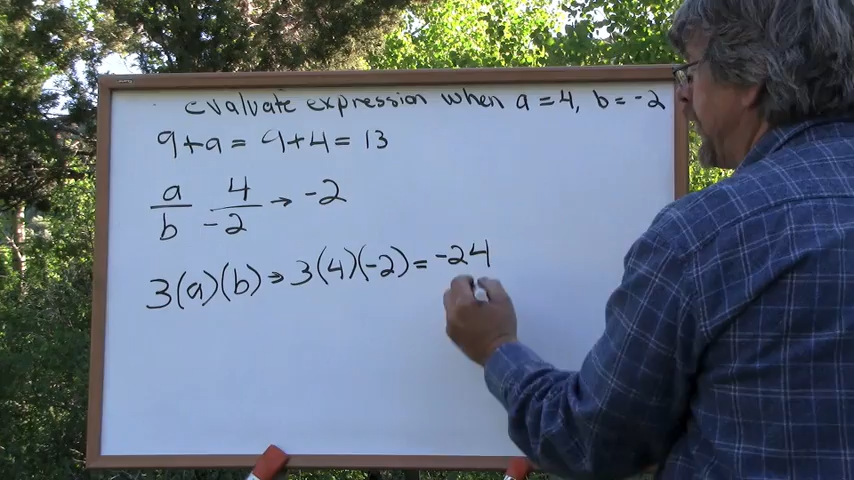 evaluate expression when a = 4, b = -2
9 + a = 9 + 4 = 13
a/b 4/-2 → -2
3(a)(b) → 3(4)(-2) = -24